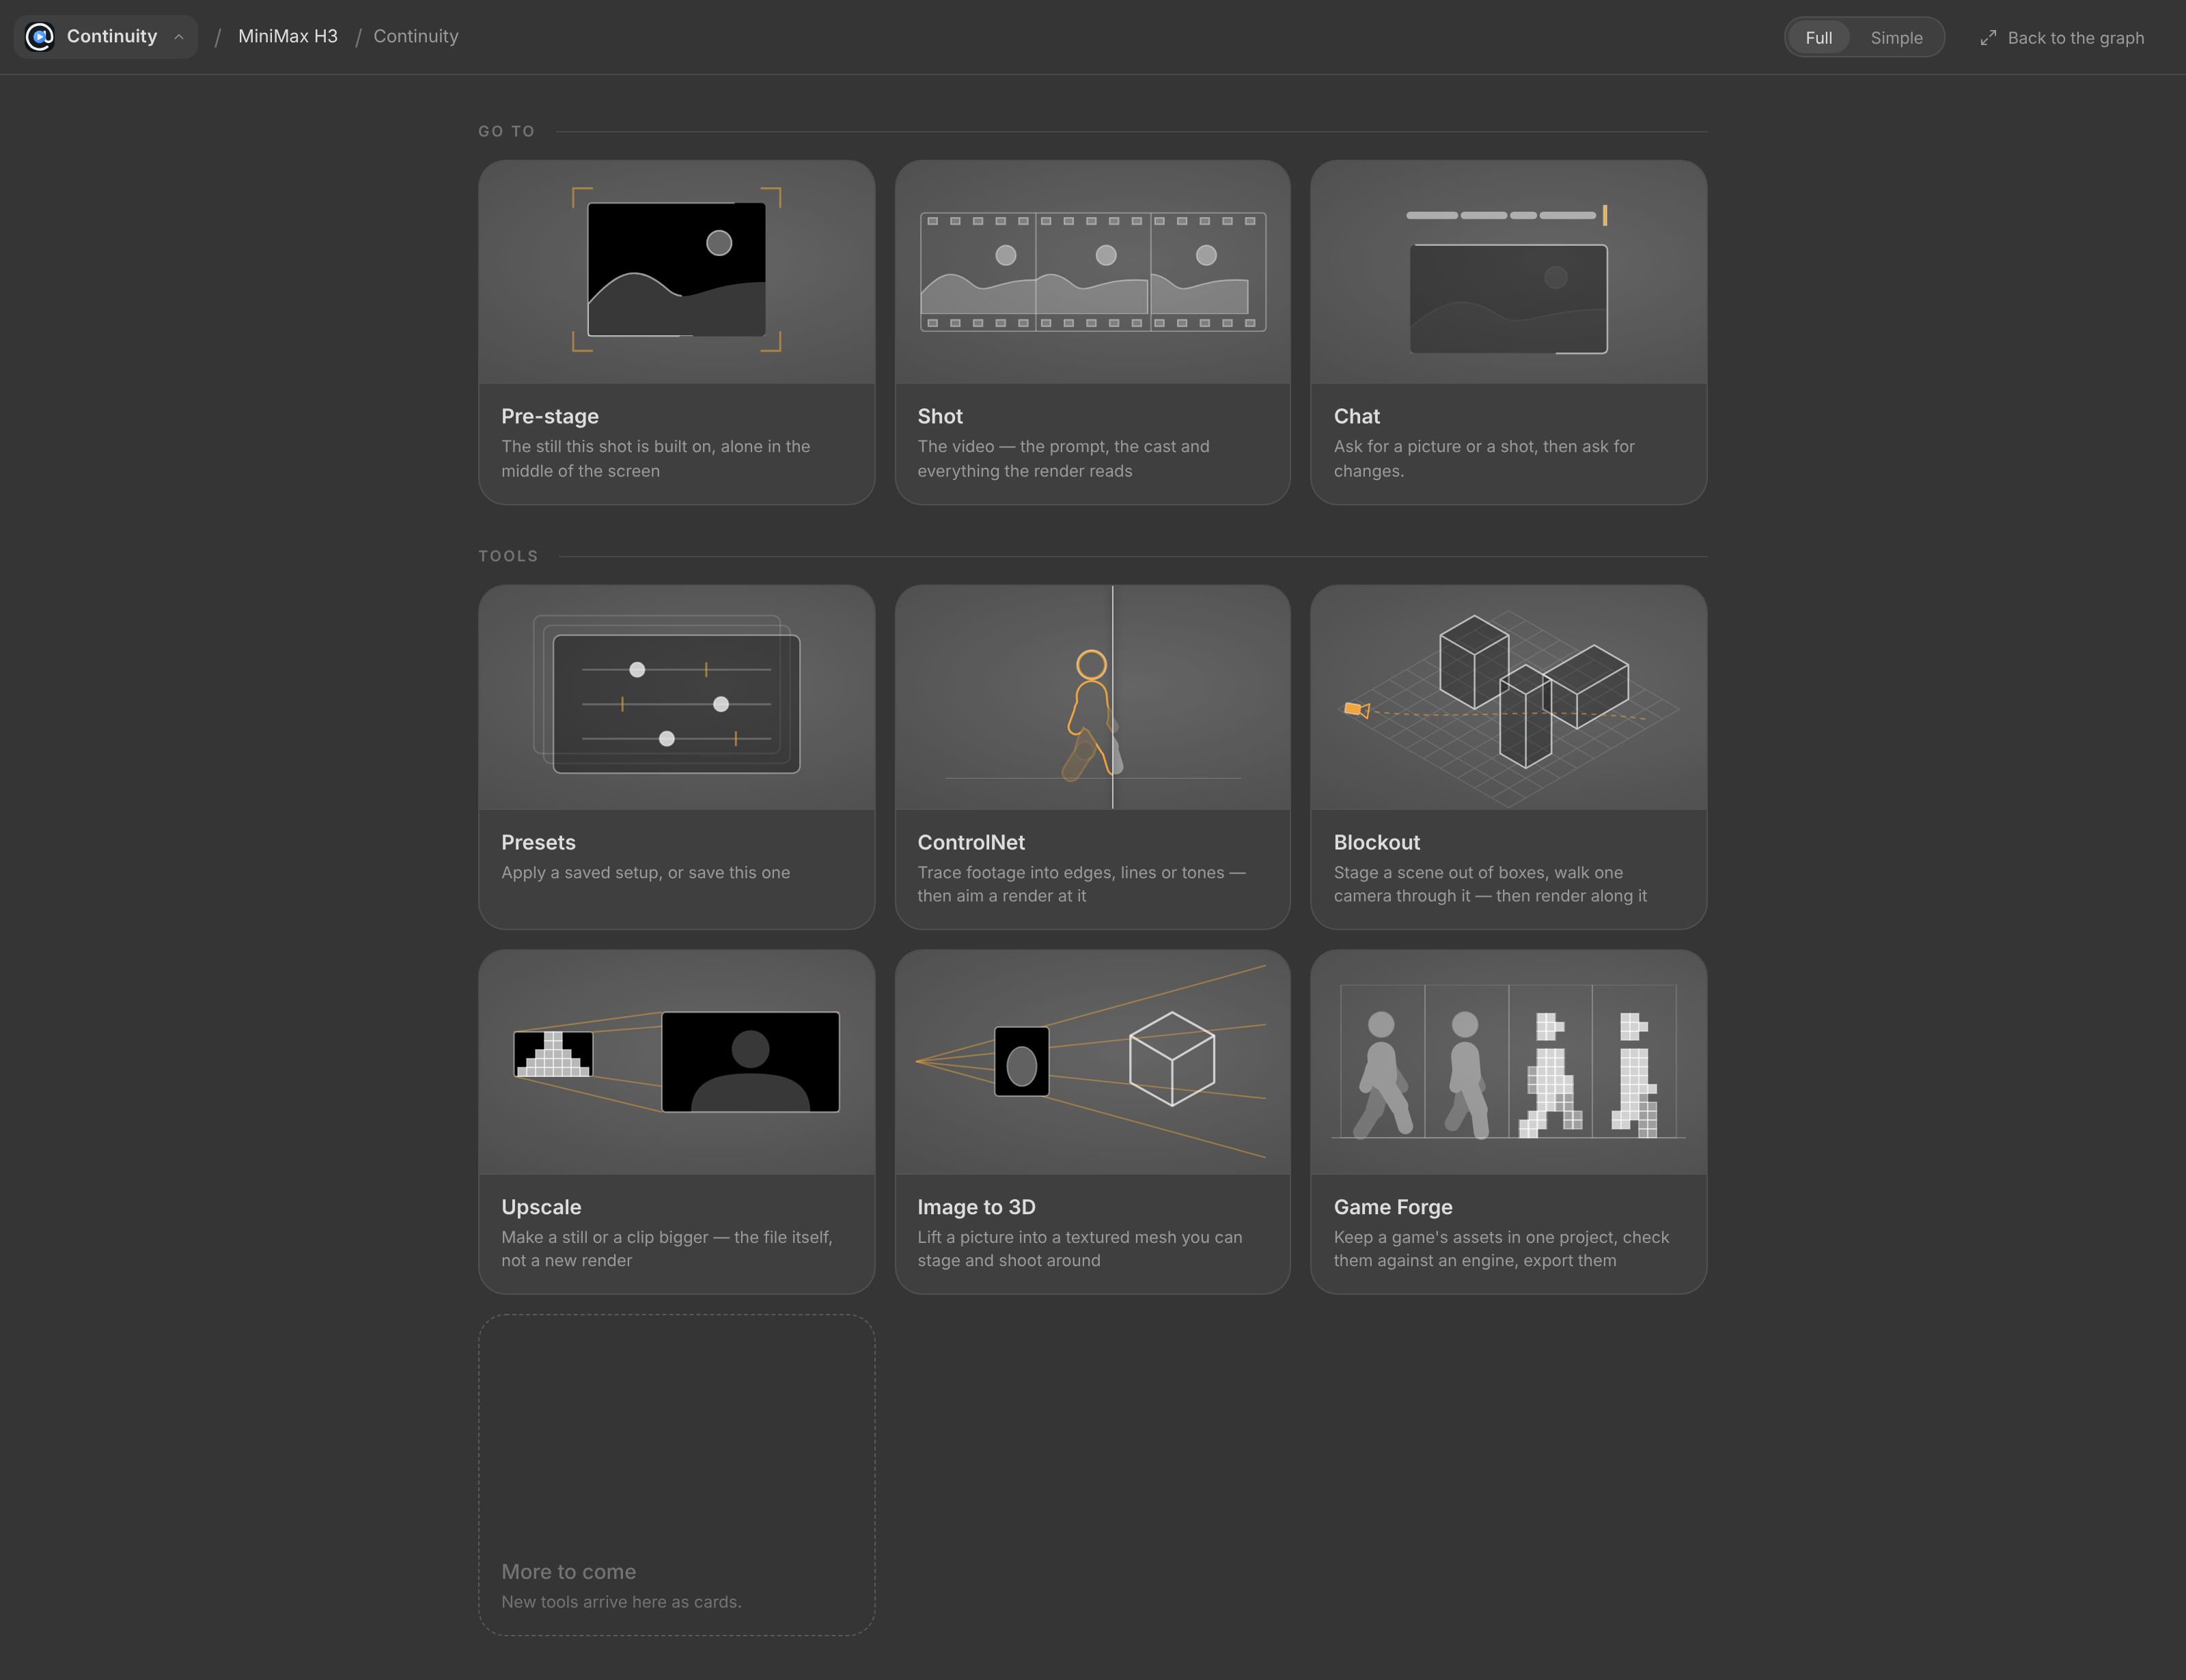 Continuity / MiniMax H3 / Continuity
Full Simple Back to the graph
GO TO
Pre-stage
The still this shot is built on, alone in the
middle of the screen
Shot
The video — the prompt, the cast and
everything the render reads
Chat
Ask for a picture or a shot, then ask for
changes.
TOOLS
Presets
Apply a saved setup, or save this one
ControlNet
Trace footage into edges, lines or tones —
then aim a render at it
Blockout
Stage a scene out of boxes, walk one
camera through it — then render along it
Upscale
Make a still or a clip bigger — the file itself,
not a new render
Image to 3D
Lift a picture into a textured mesh you can
stage and shoot around
Game Forge
Keep a game's assets in one project, check
them against an engine, export them
More to come
New tools arrive here as cards.